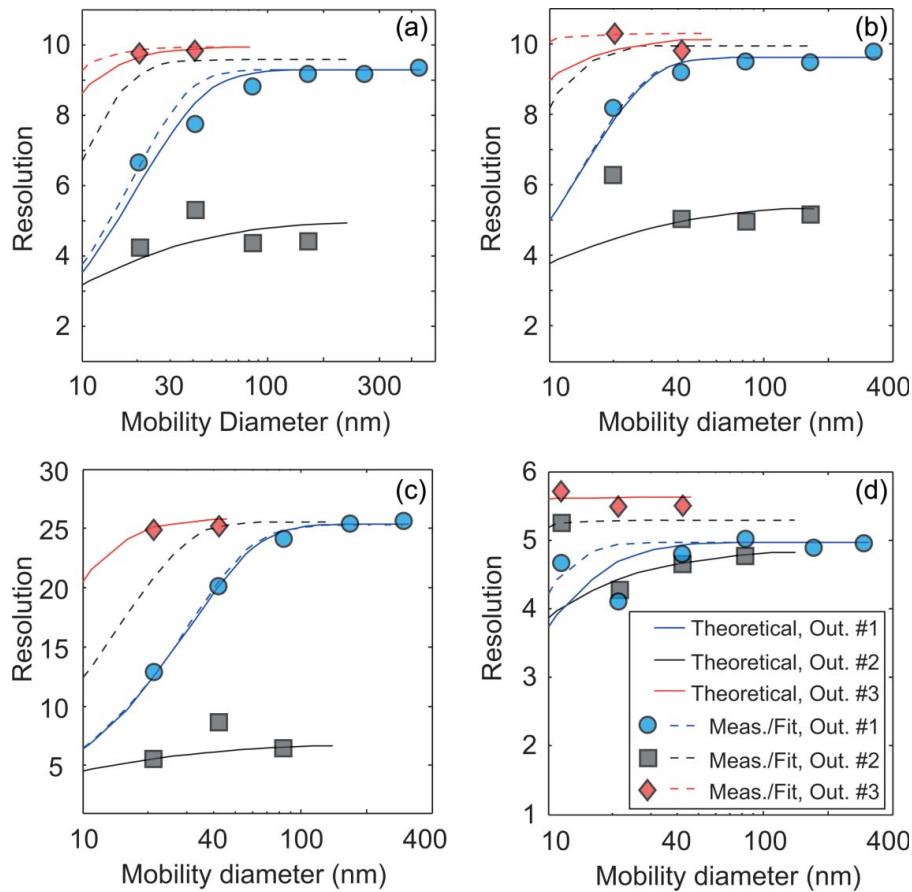 (a)
10
8
6
4
2
Resolution
10
30
100
300
Mobility Diameter (nm)
(b)
10
8
6
4
2
Resolution
10
40
100
400
Mobility diameter (nm)
(c)
30
25
20
15
10
5
Resolution
10
40
100
400
Mobility diameter (nm)
(d)
6
5
4
3
2
1
Resolution
10
40
100
400
Mobility diameter (nm)
Theoretical, Out. #1
Theoretical, Out. #2
Theoretical, Out. #3
Meas./Fit, Out. #1
Meas./Fit, Out. #2
Meas./Fit, Out. #3